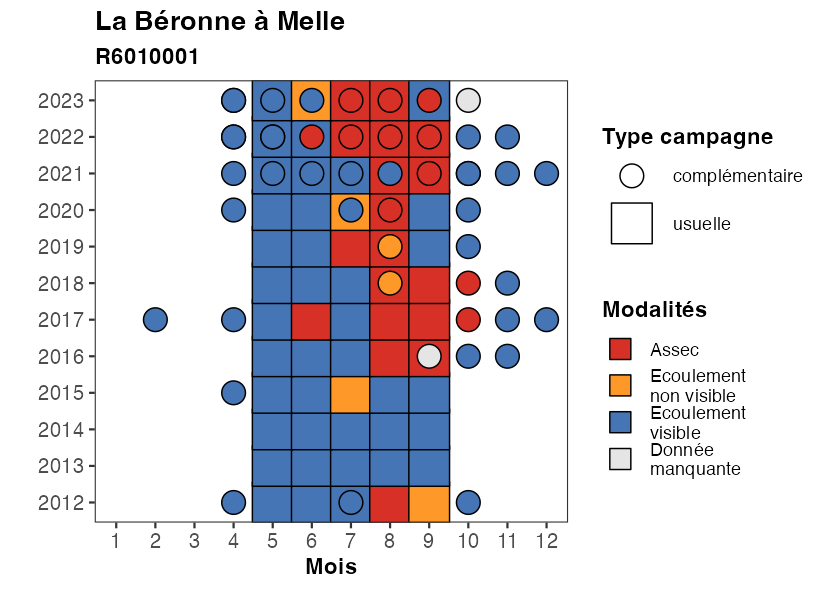 La Béronne à Melle
R6010001
2023
2022
2021
2020
2019
2018
2017
2016
2015
2014
2013
2012
1 2 3 4 5 6 7 8 9 10 11 12
Mois
Type campagne
complémentaire
usuelle
Modalités
Assec
Ecoulement
non visible
Ecoulement
visible
Donnée
manquante